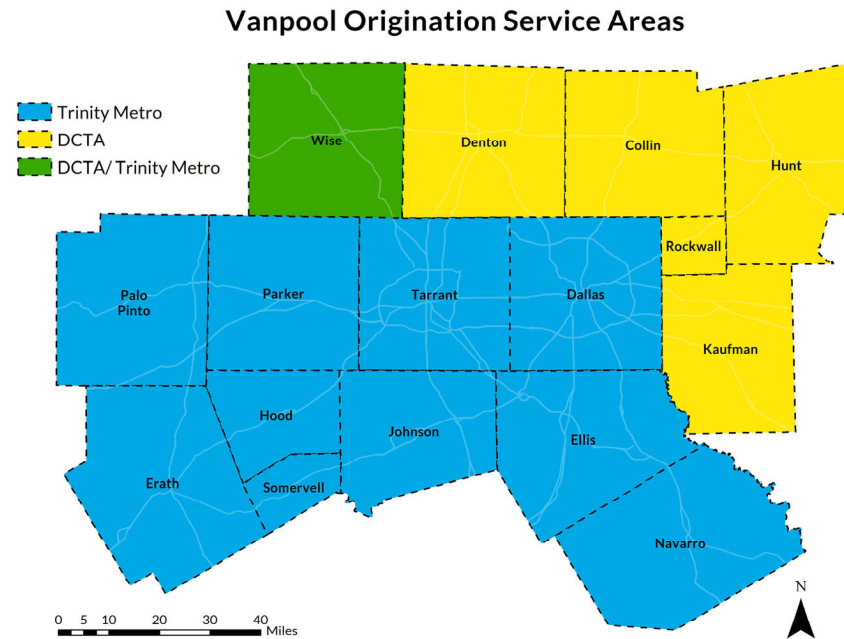 Vanpool Origination Service Areas
Trinity Metro
DCTA
DCTA/ Trinity Metro
Wise
Denton
Collin
Hunt
Rockwall
Palo
Pinto
Parker
Tarrant
Dallas
Kaufman
Hood
Johnson
Ellis
Erath
Somervell
Navarro
N
0 5 10 20 30 40
Miles